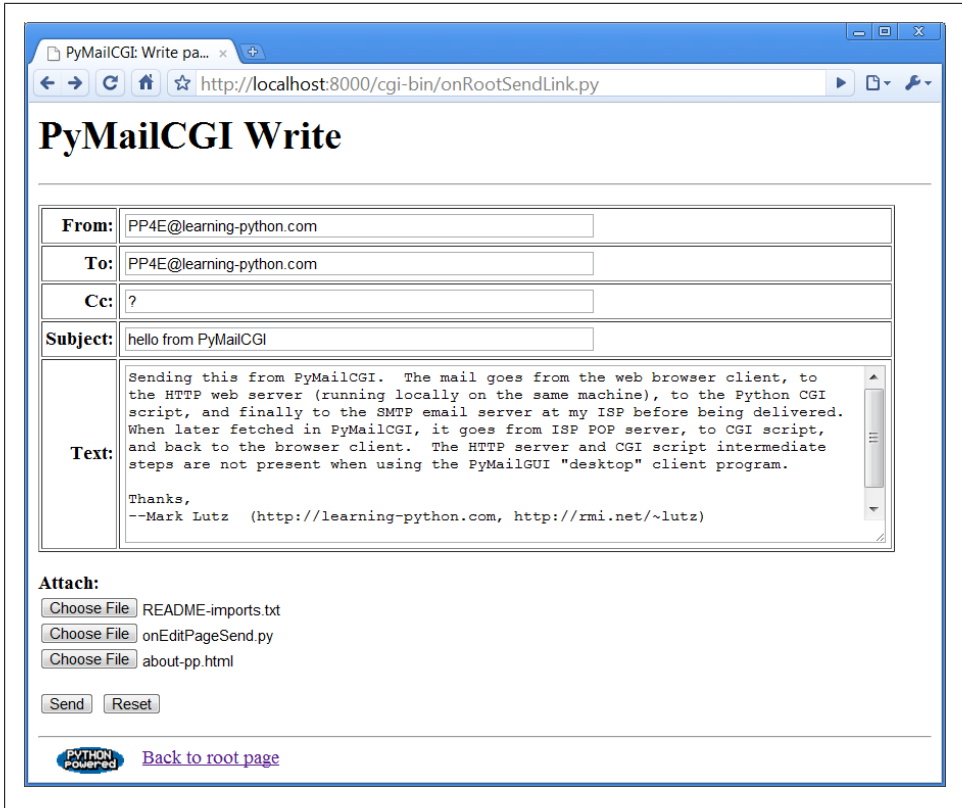 PyMailCGI: Write pa...
http://localhost:8000/cgi-bin/onRootSendLink.py
PyMailCGI Write
From: PP4E@learning-python.com
To: PP4E@learning-python.com
Cc: ?
Subject: hello from PyMailCGI
Text:
Sending this from PyMailCGI.  The mail goes from the web browser client, to
the HTTP web server (running locally on the same machine), to the Python CGI
script, and finally to the SMTP email server at my ISP before being delivered.
When later fetched in PyMailCGI, it goes from ISP POP server, to CGI script,
and back to the browser client.  The HTTP server and CGI script intermediate
steps are not present when using the PyMailGUI "desktop" client program.
Thanks,
--Mark Lutz  (http://learning-python.com, http://rmi.net/~lutz)
Attach:
Choose File README-imports.txt
Choose File onEditPageSend.py
Choose File about-pp.html
Send Reset
PYTHON
Powered
Back to root page